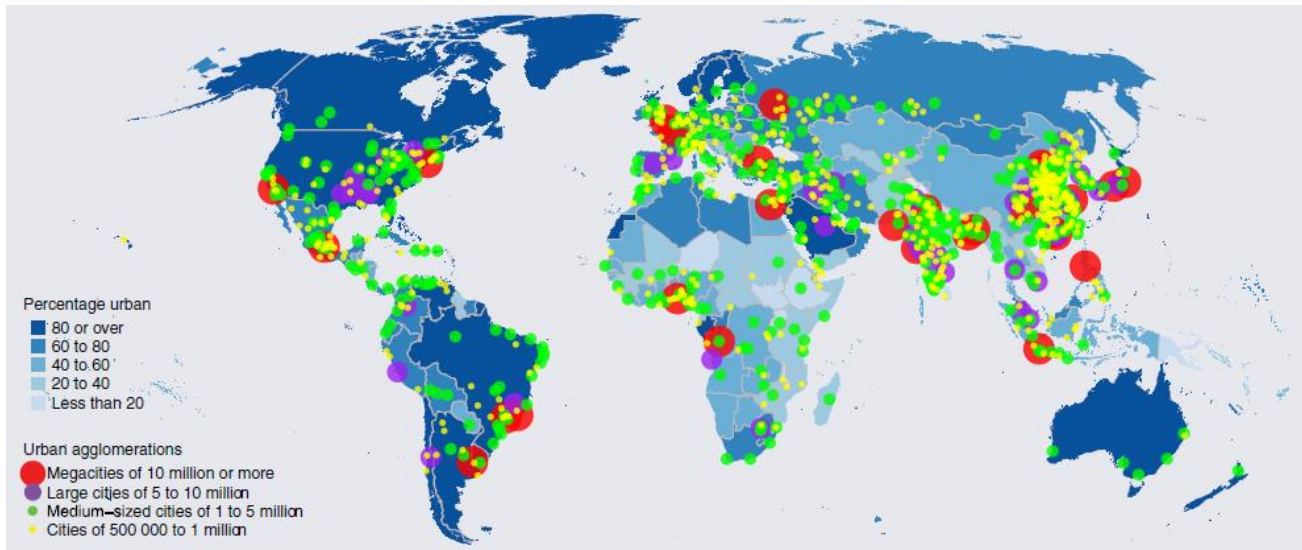 Percentage urban
80 or over
60 to 80
40 to 60
20 to 40
Less than 20
Urban agglomerations
Megacities of 10 million or more
Large cities of 5 to 10 million
Medium-sized cities of 1 to 5 million
Cities of 500 000 to 1 million